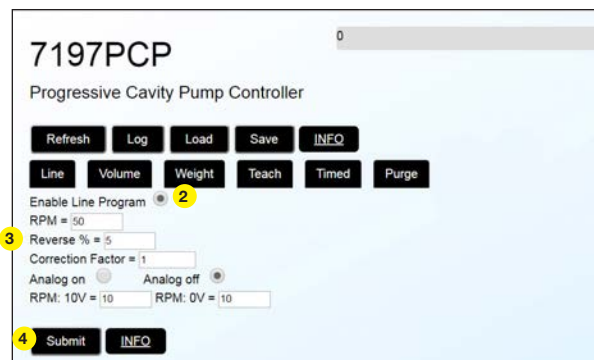 0
7197PCP
Progressive Cavity Pump Controller
Refresh Log Load Save INFO
Line Volume Weight Teach Timed Purge
Enable Line Program 2
RPM = 50
3 Reverse % = 5
Correction Factor = 1
Analog on Analog off
RPM: 10V = 10 RPM: 0V = 10
4 Submit INFO